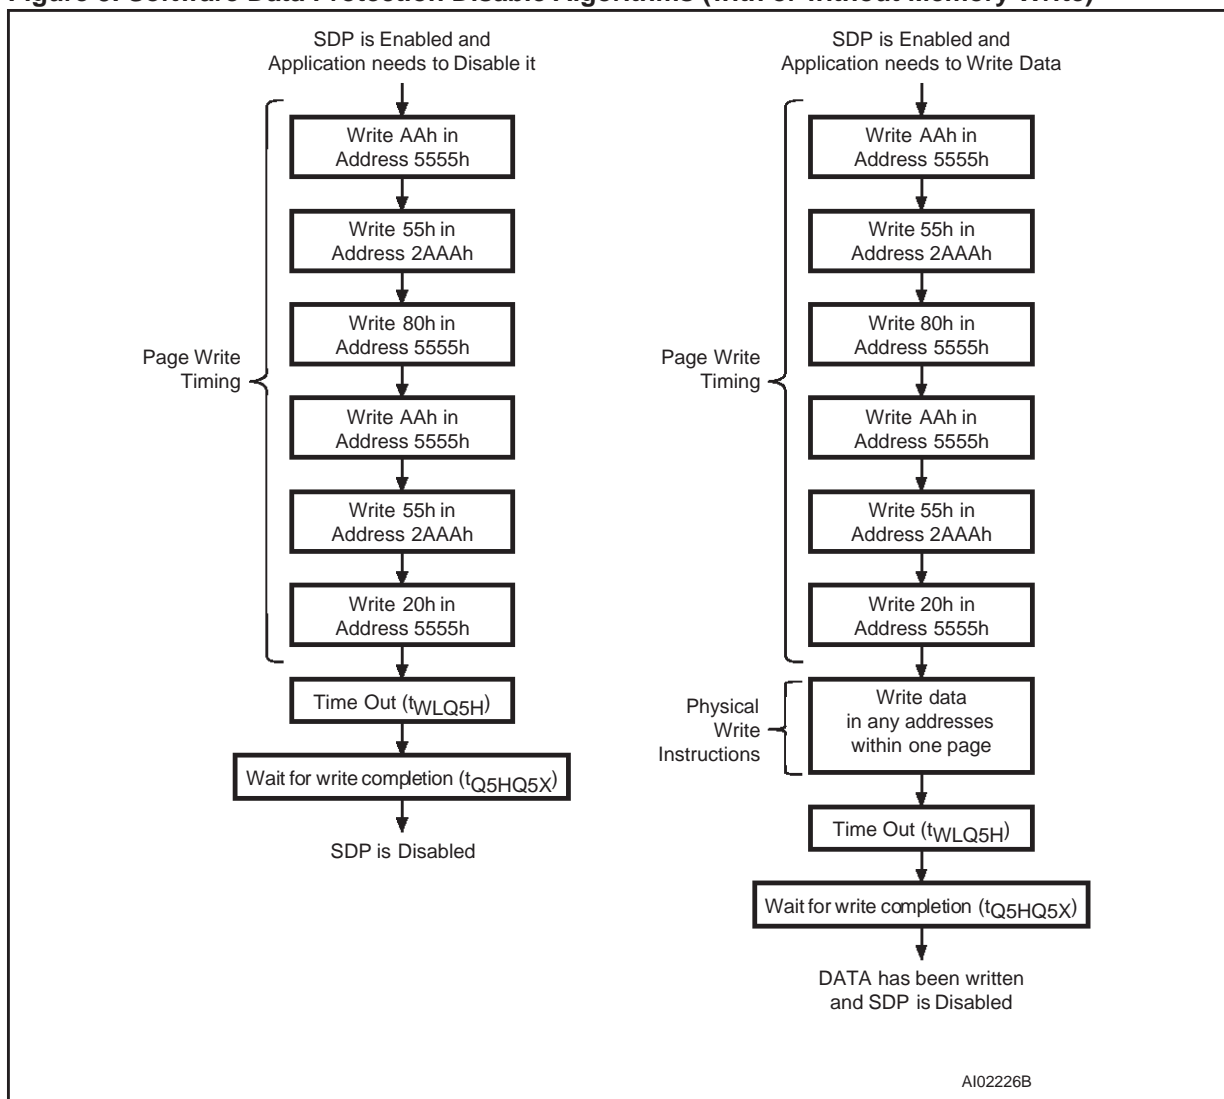 SDP is Enabled and
Application needs to Disable it
Write AAh in
Address 5555h
Write 55h in
Address 2AAAh
Write 80h in
Address 5555h
Page Write
Timing
Write AAh in
Address 5555h
Write 55h in
Address 2AAAh
Write 20h in
Address 5555h
Time Out (tWLQ5H)
Wait for write completion (tQ5HQ5X)
SDP is Disabled
SDP is Enabled and
Application needs to Write Data
Write AAh in
Address 5555h
Write 55h in
Address 2AAAh
Write 80h in
Address 5555h
Page Write
Timing
Write AAh in
Address 5555h
Write 55h in
Address 2AAAh
Write 20h in
Address 5555h
Physical
Write
Instructions
Write data
in any addresses
within one page
Time Out (tWLQ5H)
Wait for write completion (tQ5HQ5X)
DATA has been written
and SDP is Disabled
AI02226B